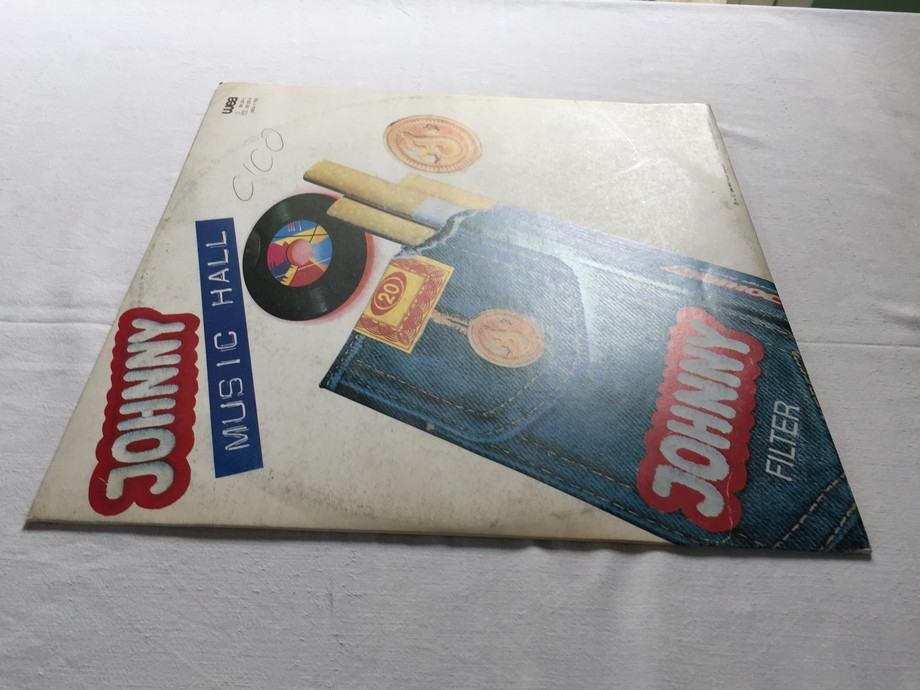 wea
CICO
JOHNNY
MUSIC HALL
20
JOHNNY
FILTER